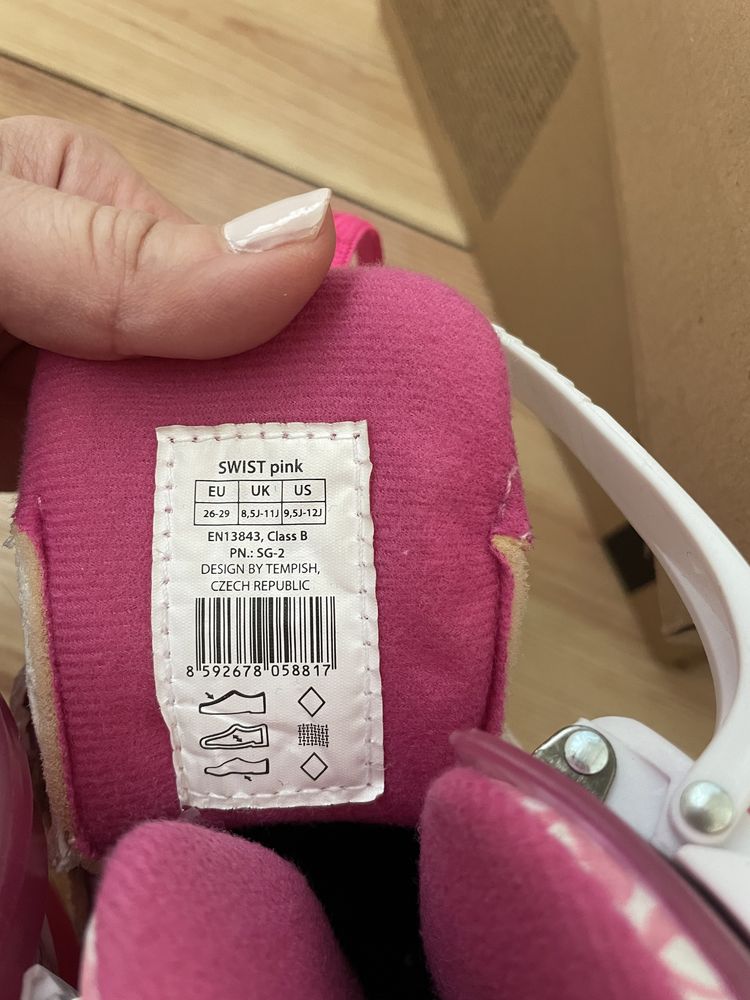 SWIST pink
EU UK US
26-29 8,5J-11J 9,5J-12J
EN13843, Class B
PN.: SG-2
DESIGN BY TEMPISH,
CZECH REPUBLIC
8 592678 058817